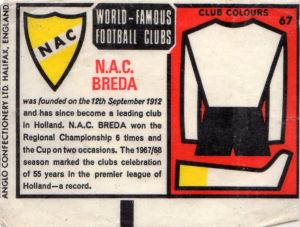 ANGLO CONFECTIONERY LTD. HALIFAX, ENGLAND.
NAC
WORLD-FAMOUS
FOOTBALL CLUBS
N.A.C.
BREDA
was founded on the 12th September 1912
and has since become a leading club
in Holland. N.A.C. BREDA won the
Regional Championship 6 times and
the Cup on two occasions. The 1967/68
season marked the clubs celebration
of 55 years in the premier league of
Holland—a record.
CLUB COLOURS
67